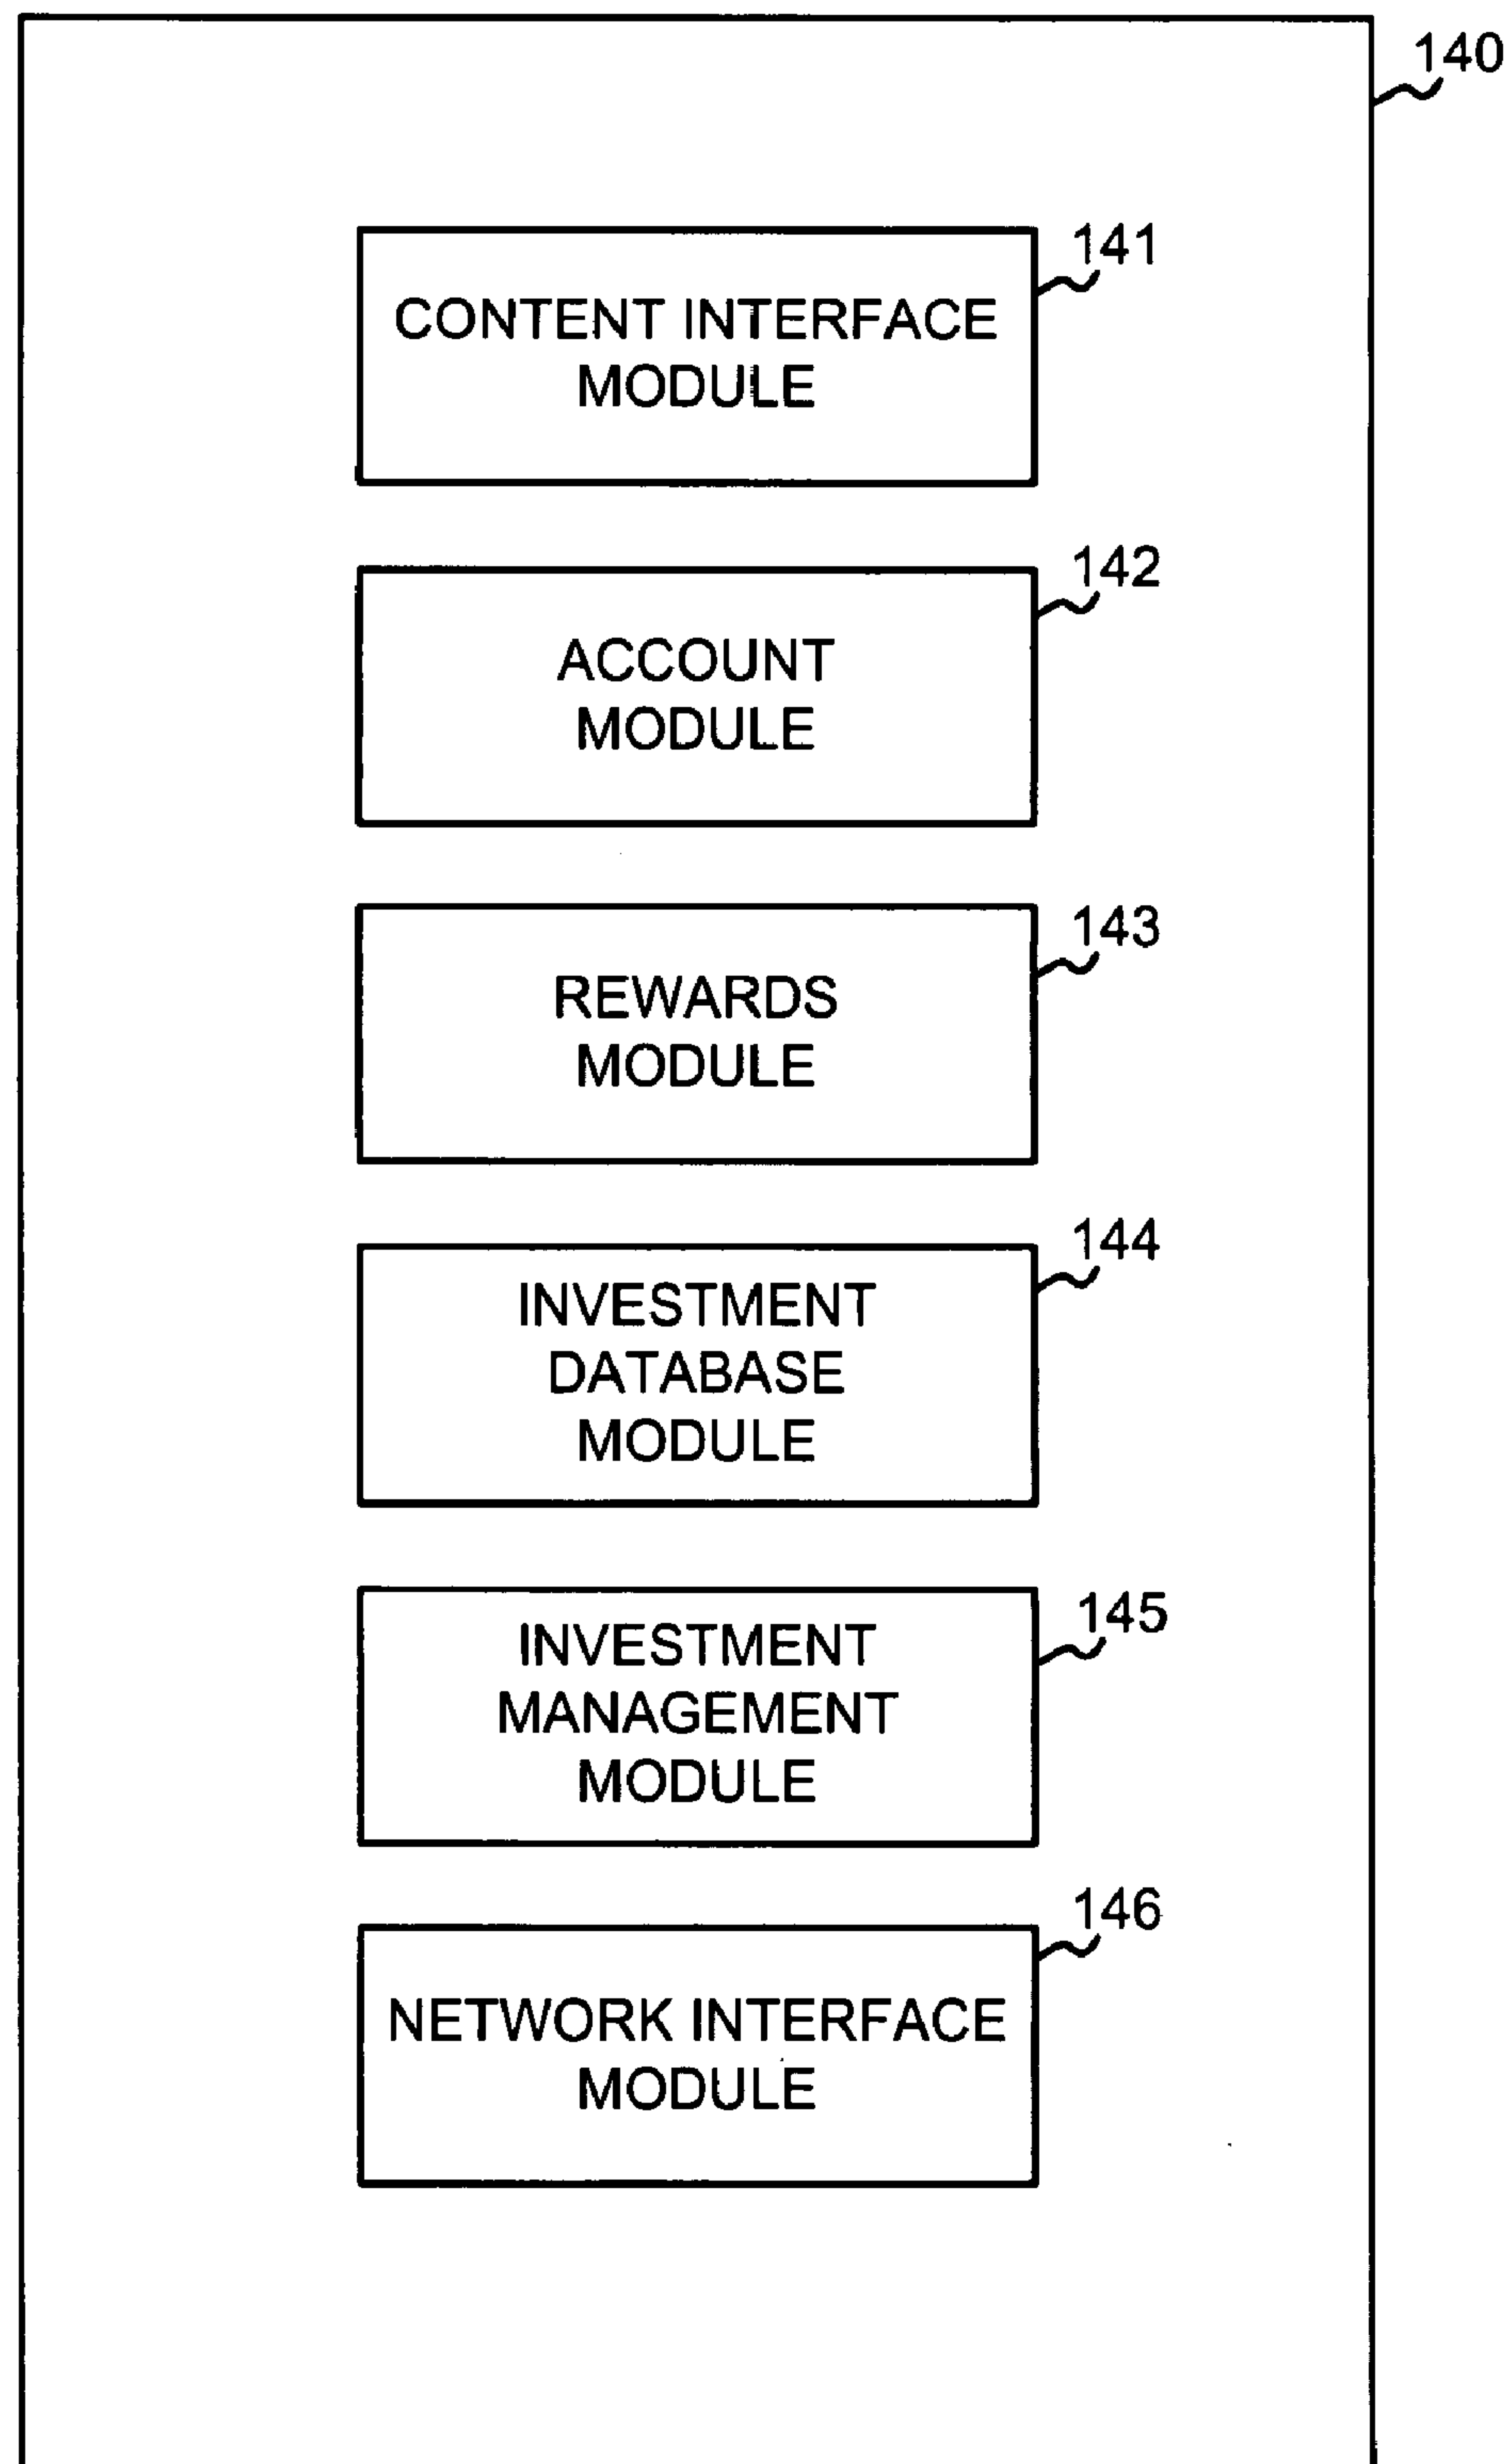 140
141
CONTENT INTERFACE
MODULE
142
ACCOUNT
MODULE
143
REWARDS
MODULE
144
INVESTMENT
DATABASE
MODULE
145
INVESTMENT
MANAGEMENT
MODULE
146
NETWORK INTERFACE
MODULE